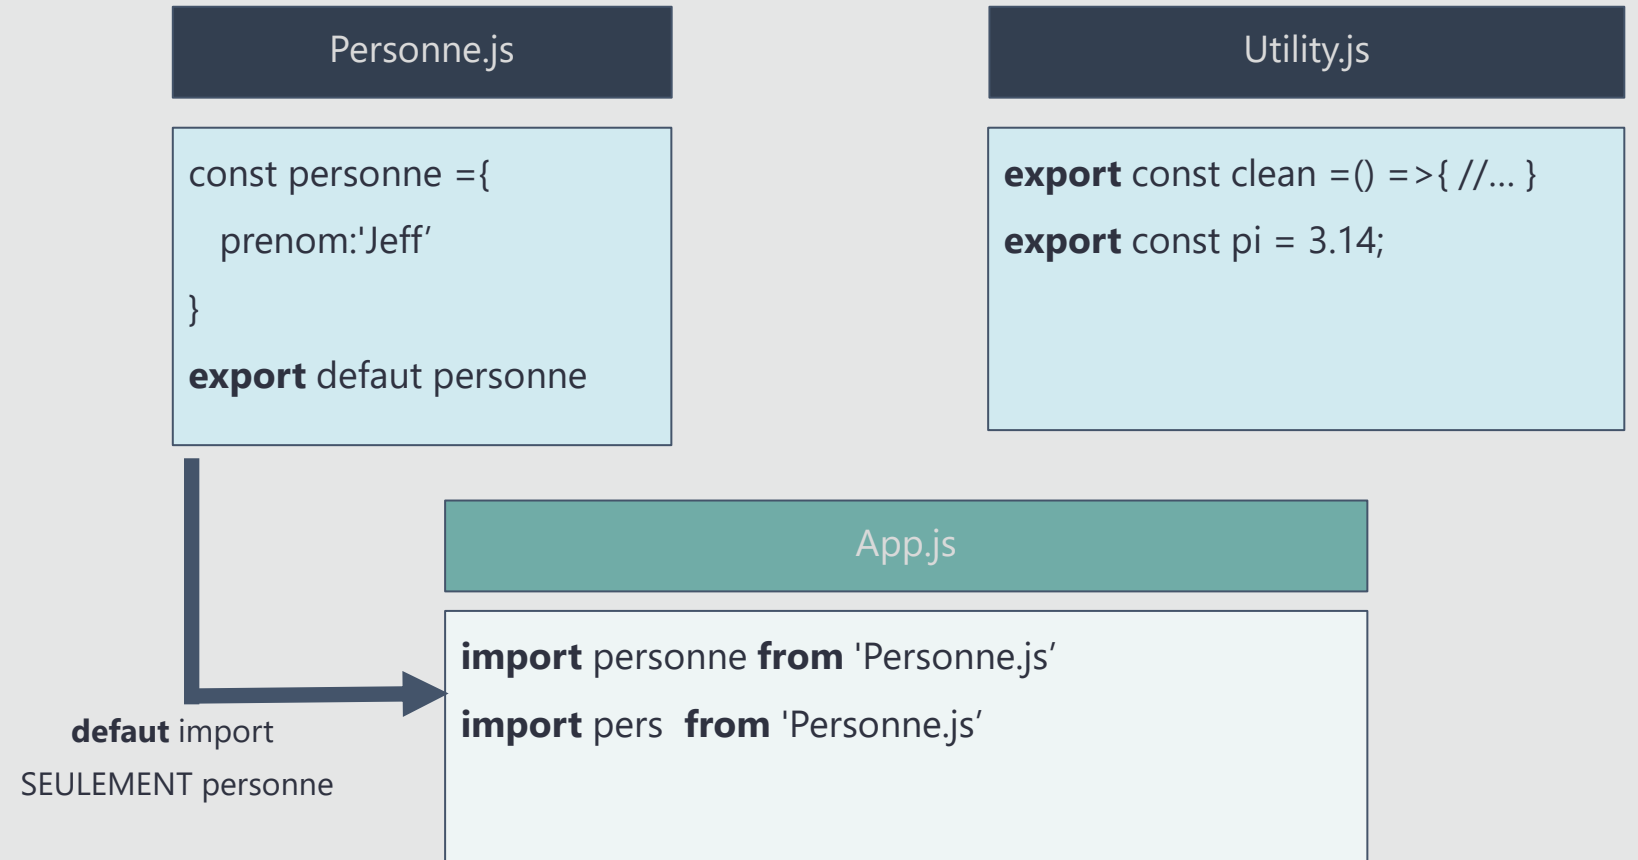 Personne.js
const personne ={
prenom:'Jeff’
}
export defaut personne
Utility.js
export const clean =() =>{ //... }
export const pi = 3.14;
App.js
import personne from 'Personne.js’
import pers from 'Personne.js’
defaut import
SEULEMENT personne